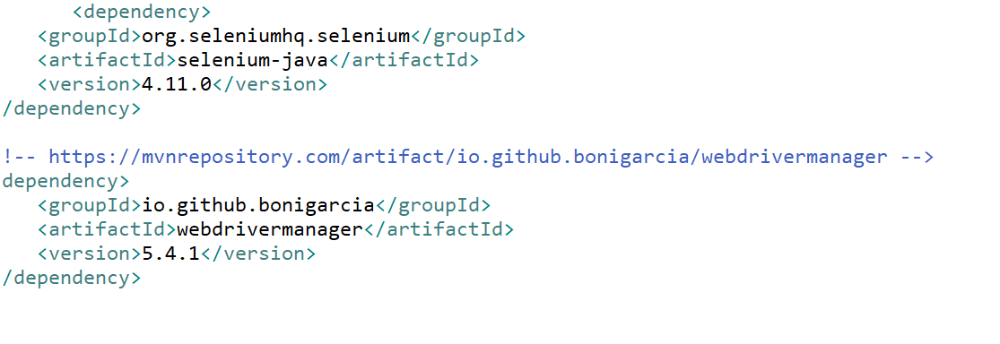 <dependency>
<groupId>org.seleniumhq.selenium</groupId>
<artifactId>selenium-java</artifactId>
<version>4.11.0</version>
/dependency>
!-- https://mvnrepository.com/artifact/io.github.bonigarcia/webdrivermanager -->
dependency>
<groupId>io.github.bonigarcia</groupId>
<artifactId>webdrivermanager</artifactId>
<version>5.4.1</version>
/dependency>